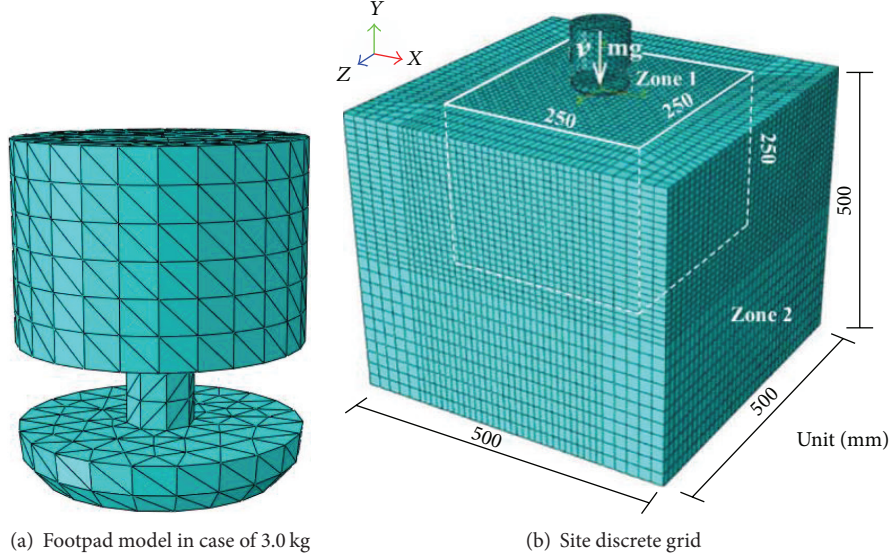 Y
X
Z
v
mg
Zone 1
250
250
250
500
Zone 2
500
500
Unit (mm)
(a) Footpad model in case of 3.0 kg
(b) Site discrete grid